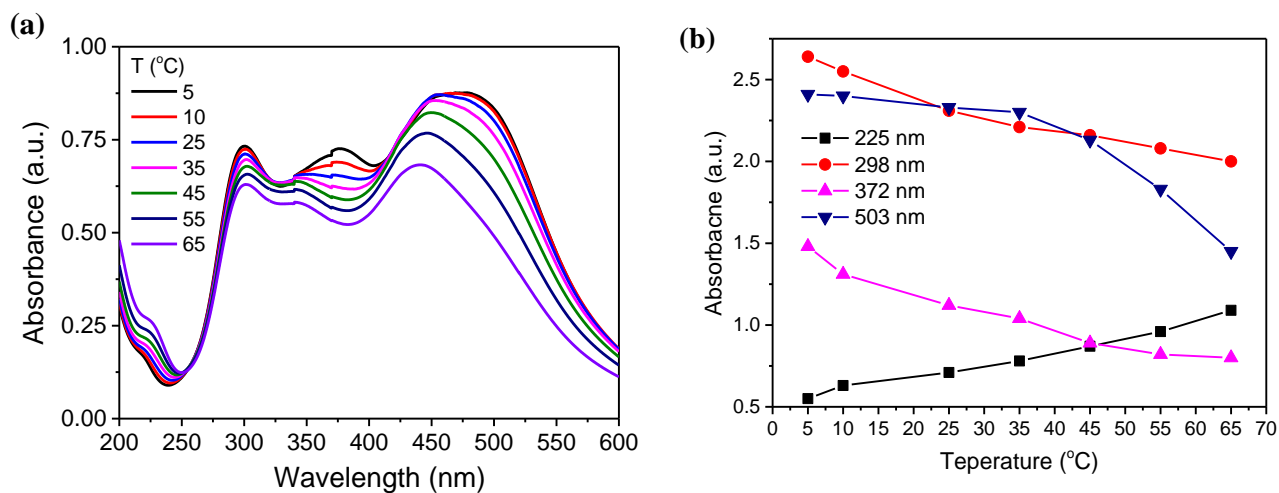 (a)
1.00
0.75
0.50
0.25
0.00
Absorbance (a.u.)
T (°C)
5
10
25
35
45
55
65
200 250 300 350 400 450 500 550 600
Wavelength (nm)
(b)
2.5
2.0
1.5
1.0
0.5
Absorbacne (a.u.)
225 nm
298 nm
372 nm
503 nm
0 5 10 15 20 25 30 35 40 45 50 55 60 65 70
Teperature (°C)